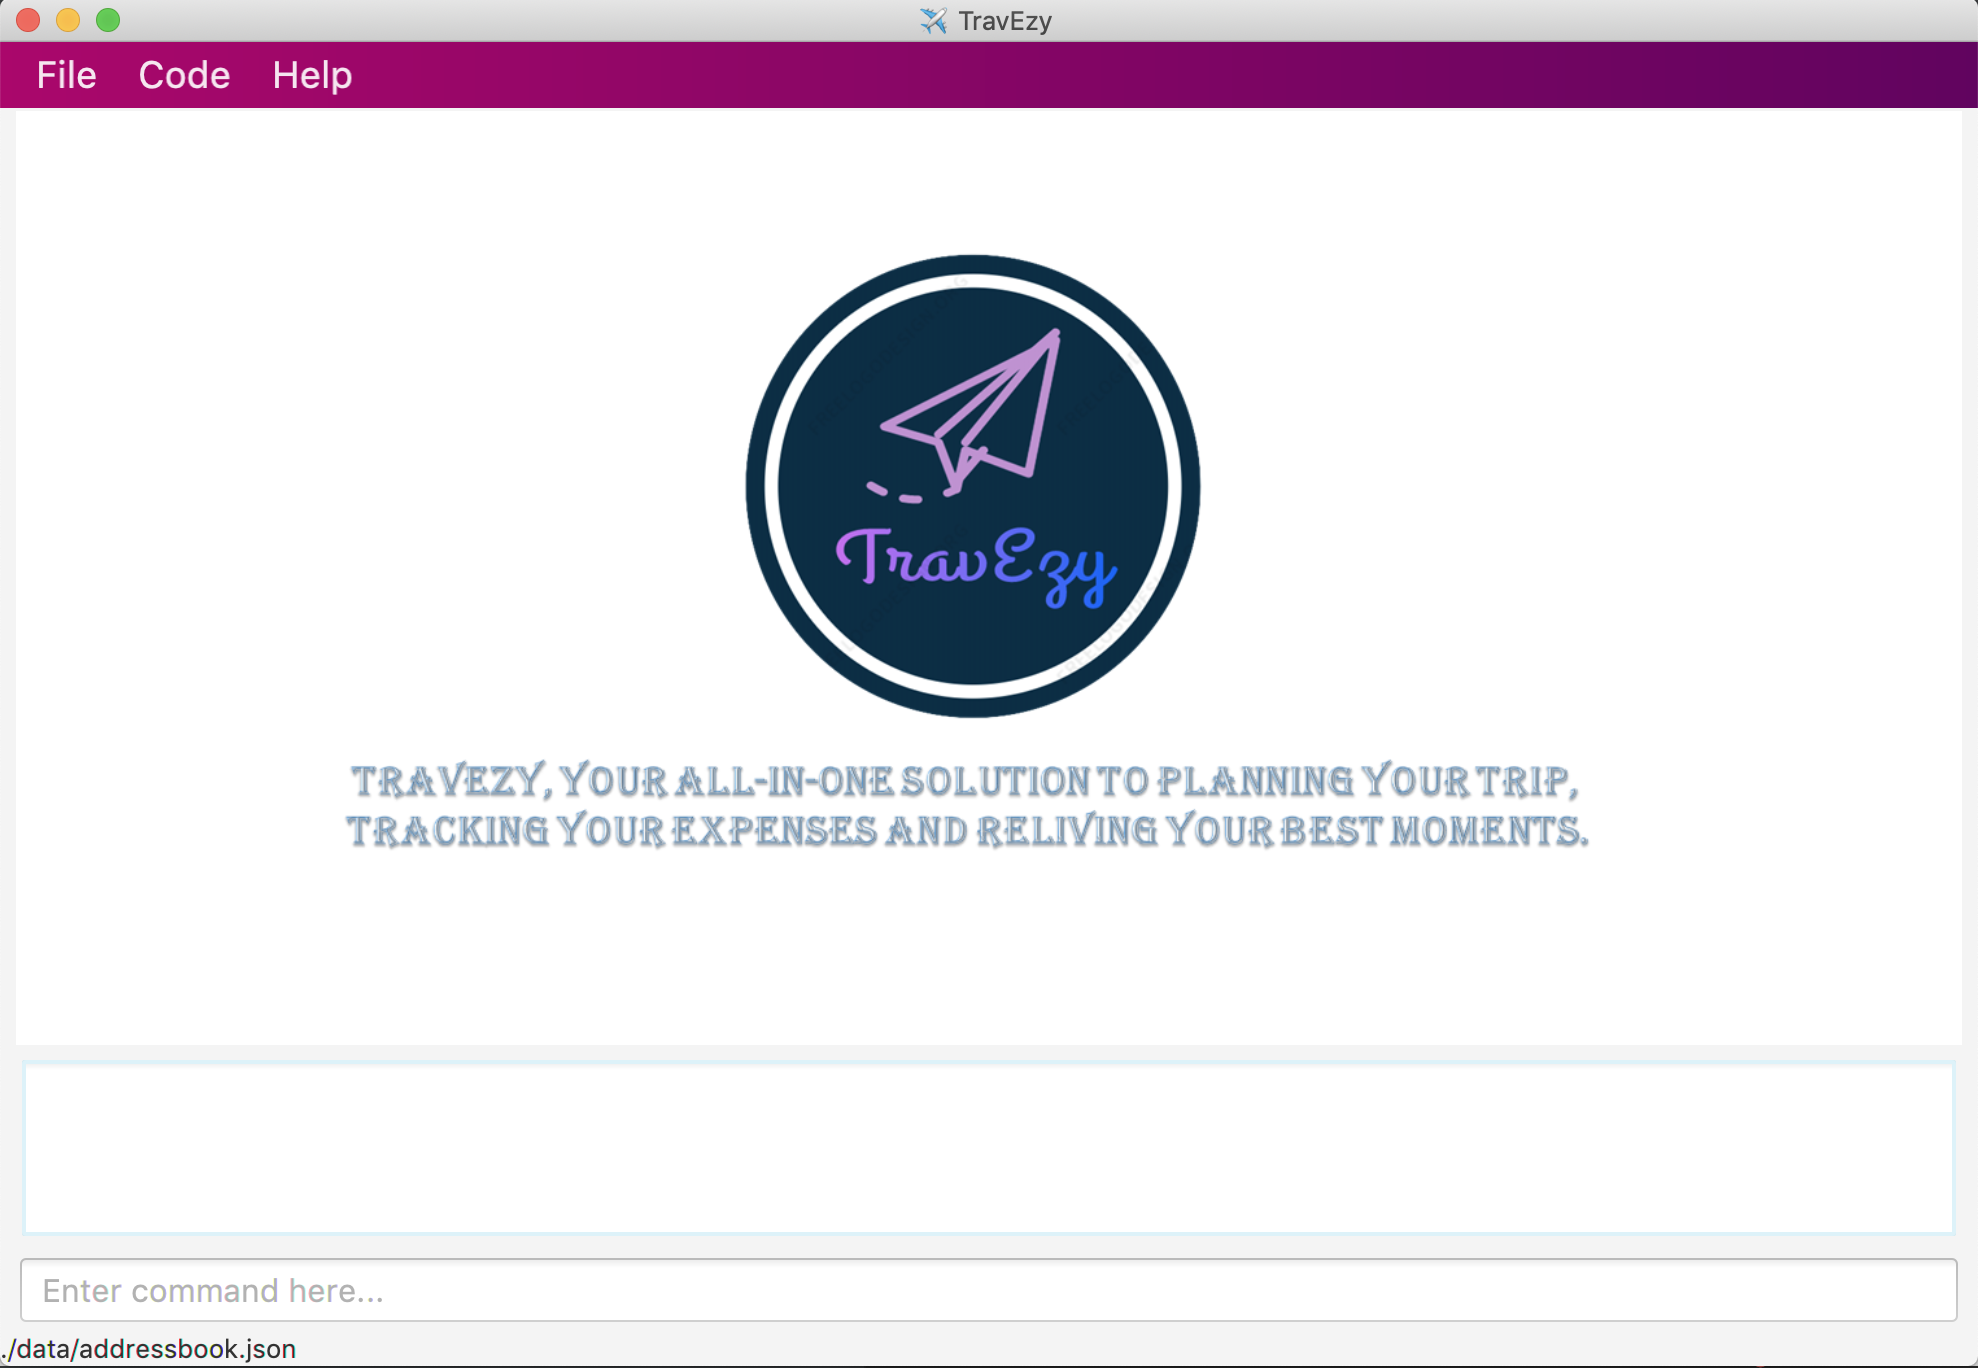 TravEzy
File Code Help
TravEzy
TRAVEZY, YOUR ALL-IN-ONE SOLUTION TO PLANNING YOUR TRIP,
TRACKING YOUR EXPENSES AND RELIVING YOUR BEST MOMENTS.
Enter command here...
./data/addressbook.json